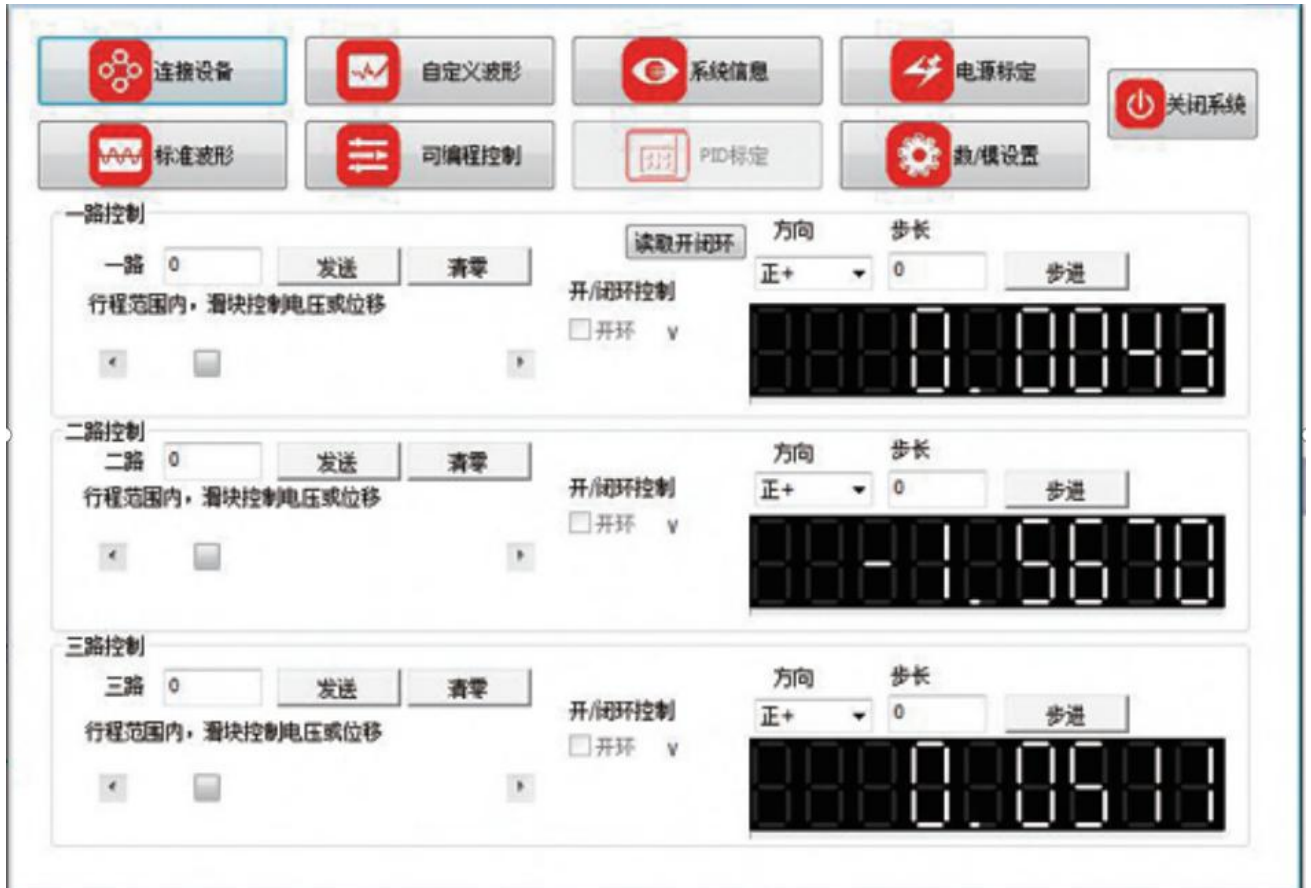 连接设备 自定义波形 系统信息 电源标定
关闭系统
标准波形 可编程控制 PID标定 数/模设置
一路控制
读取开闭环 方向 步长
一路 0 发送 清零 正+ 0 步进
行程范围内，滑块控制电压或位移 开/闭环控制
开环 V
0.0043
二路控制
方向 步长
二路 0 发送 清零 正+ 0 步进
行程范围内，滑块控制电压或位移 开/闭环控制
开环 V
-1.5670
三路控制
方向 步长
三路 0 发送 清零 正+ 0 步进
行程范围内，滑块控制电压或位移 开/闭环控制
开环 V
0.0511